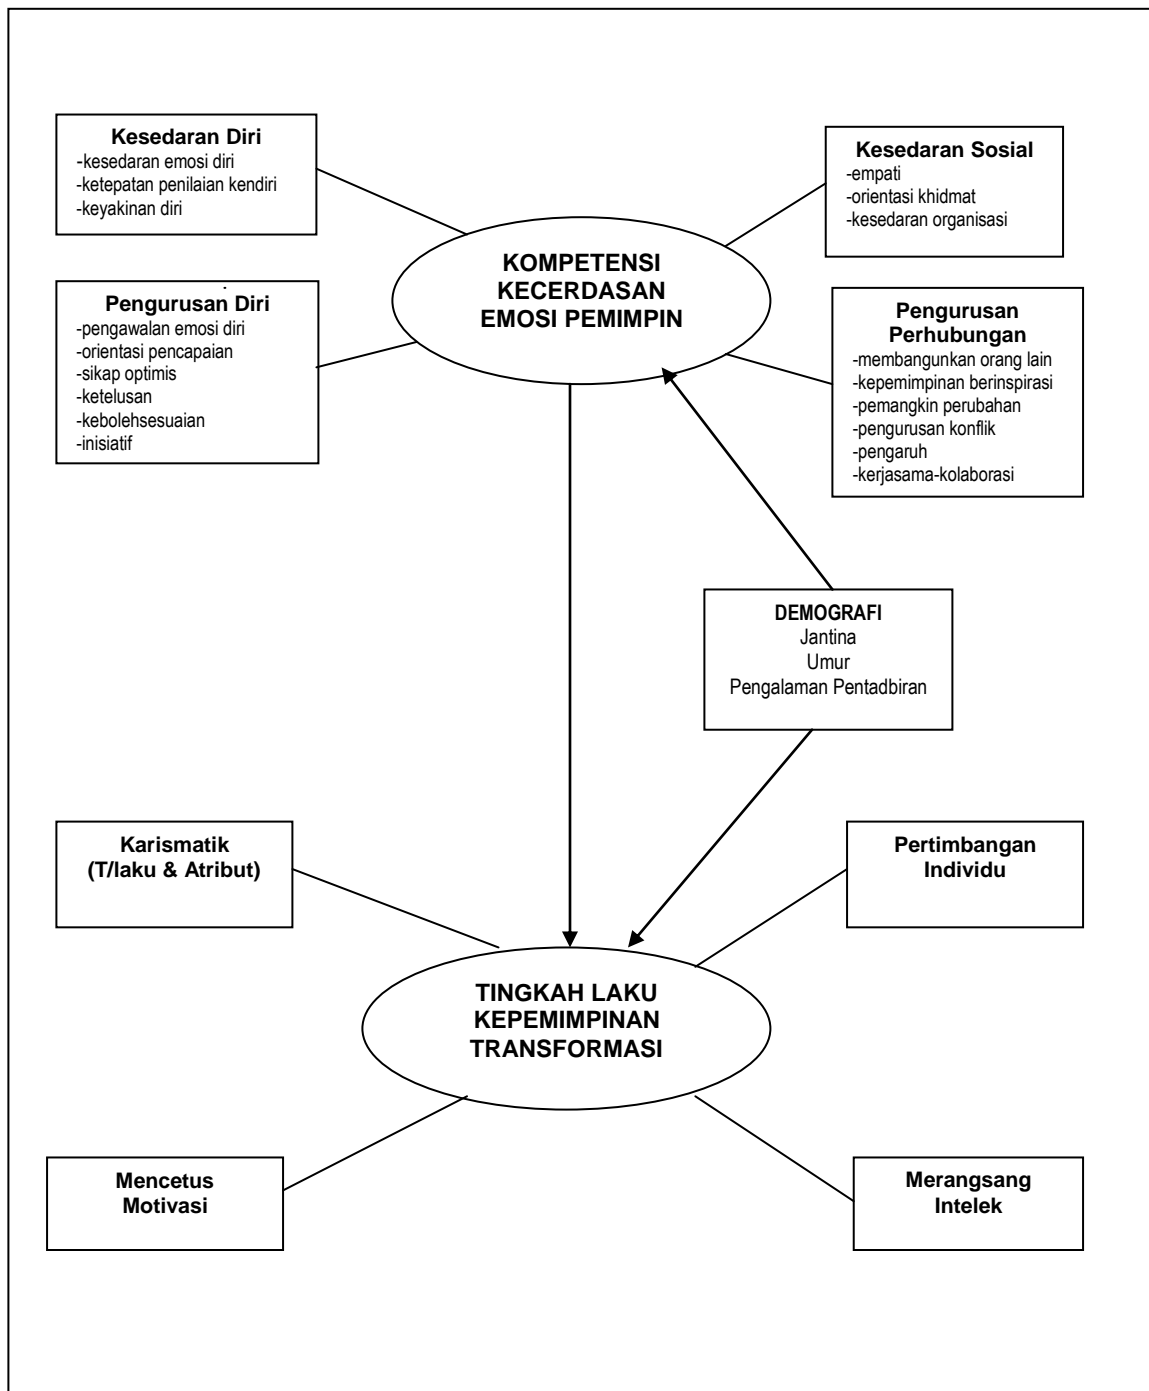 Kesedaran Diri
-kesedaran emosi diri
-ketepatan penilaian kendiri
-keyakinan diri
Kesedaran Sosial
-empati
-orientasi khidmat
-kesedaran organisasi
KOMPETENSI
KECERDASAN
EMOSI PEMIMPIN
Pengurusan Diri
-pengawalan emosi diri
-orientasi pencapaian
-sikap optimis
-ketelusan
-kebolehsesuaian
-inisiatif
Pengurusan
Perhubungan
-membangunkan orang lain
-kepemimpinan berinspirasi
-pemangkin perubahan
-pengurusan konflik
-pengaruh
-kerjasama-kolaborasi
DEMOGRAFI
Jantina
Umur
Pengalaman Pentadbiran
Karismatik
(T/laku & Atribut)
Pertimbangan
Individu
TINGKAH LAKU
KEPEMIMPINAN
TRANSFORMASI
Mencetus
Motivasi
Merangsang
Intelek